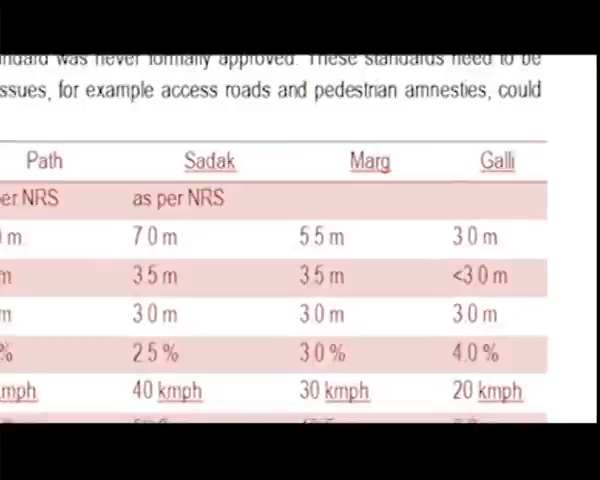 was never formally approved. These standards need to be
ssues, for example access roads and pedestrian amnesties, could
Path Sadak Marg Galli
er NRS as per NRS
m 7.0 m 5.5 m 3.0 m
m 3.5 m 3.5 m <3.0 m
m 3.0 m 3.0 m 3.0 m
% 2.5 % 3.0 % 4.0 %
mph 40 kmph 30 kmph 20 kmph